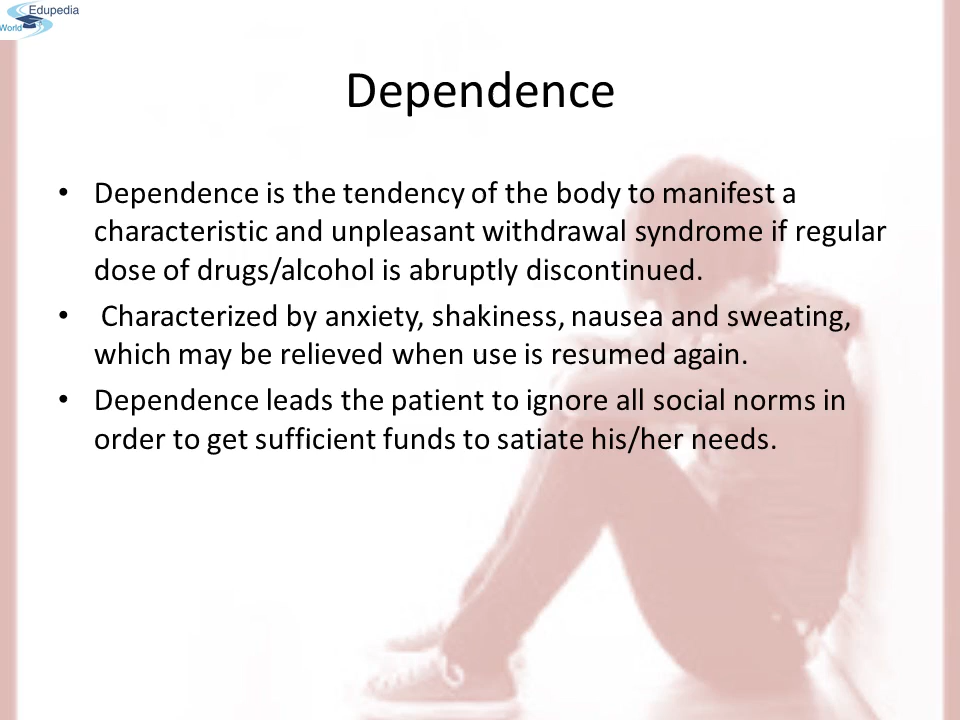 Edupedia
World
Dependence
• Dependence is the tendency of the body to manifest a
characteristic and unpleasant withdrawal syndrome if regular
dose of drugs/alcohol is abruptly discontinued.
• Characterized by anxiety, shakiness, nausea and sweating,
which may be relieved when use is resumed again.
• Dependence leads the patient to ignore all social norms in
order to get sufficient funds to satiate his/her needs.